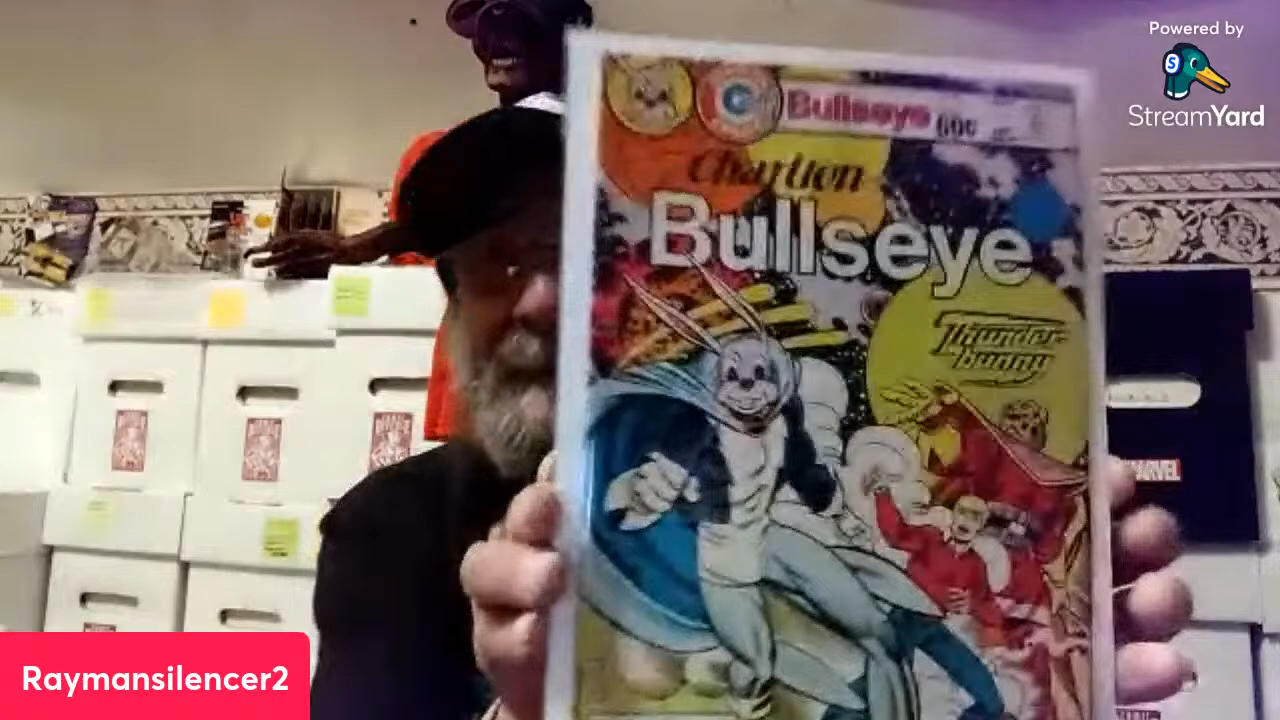 Powered by
StreamYard
Bullseye 60¢
Charlton
Bullseye
Thunder-
bunny
MARVEL
Raymansilencer2